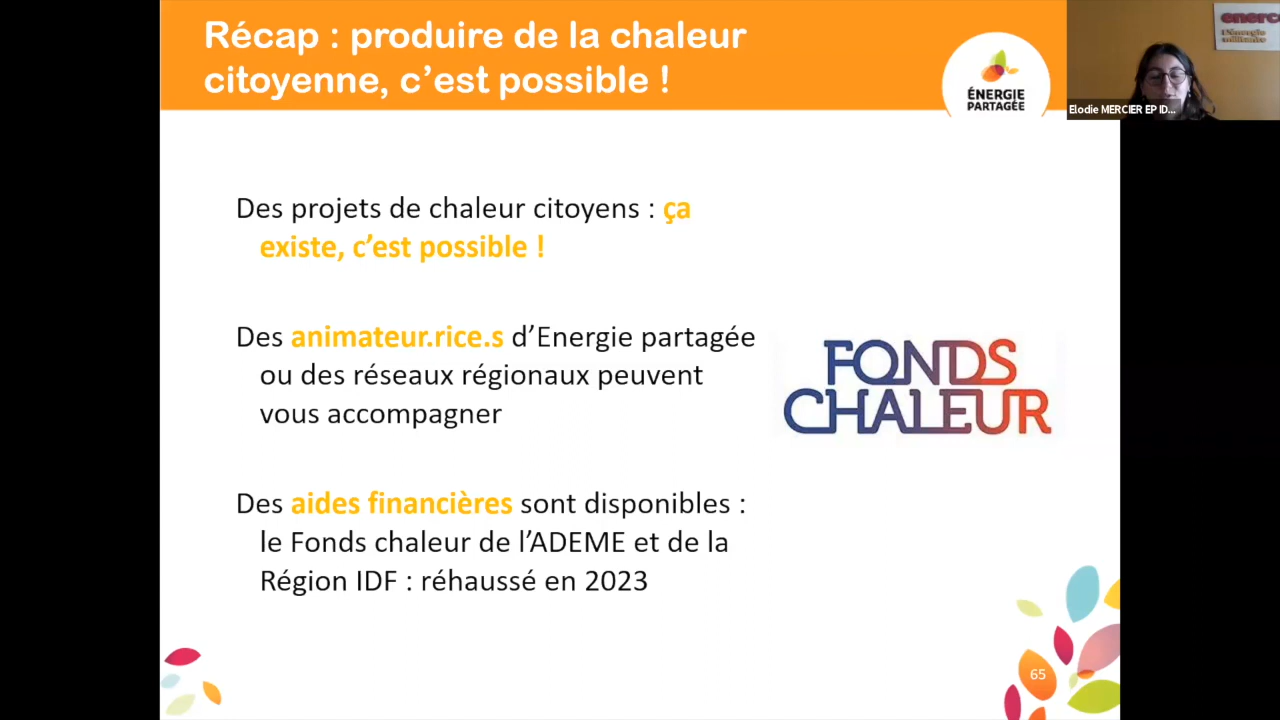 Récap : produire de la chaleur
citoyenne, c’est possible !
ÉNERGIE
PARTAGÉE
Elodie MERCIER EP ID...
Des projets de chaleur citoyens : ça
existe, c’est possible !
Des animateur.rice.s d’Energie partagée
ou des réseaux régionaux peuvent
vous accompagner
FONDS
CHALEUR
Des aides financières sont disponibles :
le Fonds chaleur de l’ADEME et de la
Région IDF : réhaussé en 2023
65